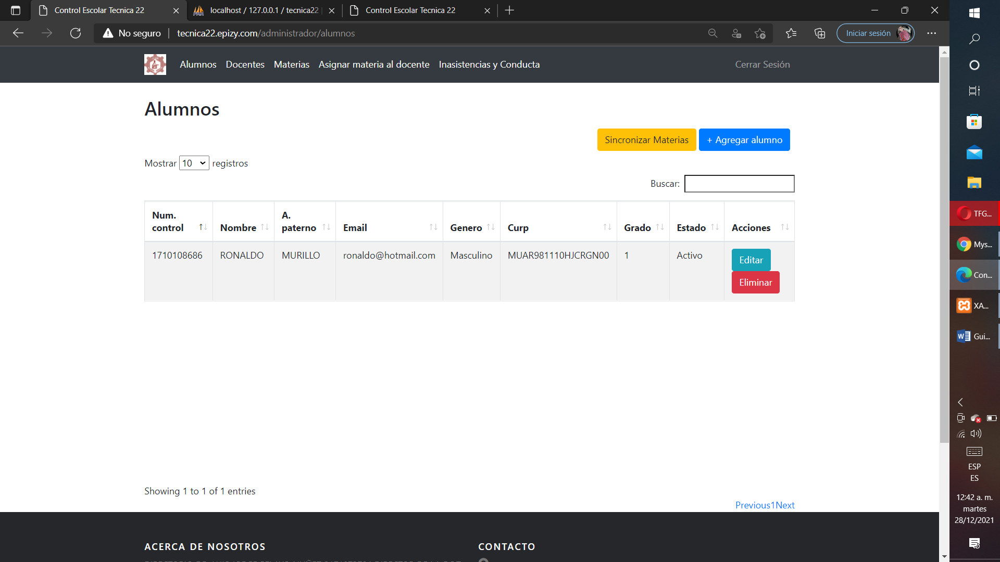 Control Escolar Tecnica 22
localhost / 127.0.0.1 / tecnica22
Control Escolar Tecnica 22
No seguro
tecnica22.epizy.com/administrador/alumnos
Iniciar sesión
Alumnos Docentes Materias Asignar materia al docente Inasistencias y Conducta
Cerrar Sesión
Alumnos
Sincronizar Materias
+ Agregar alumno
Mostrar 10 registros
Buscar:
Num. control Nombre A. paterno Email Genero Curp Grado Estado Acciones
1710108686 RONALDO MURILLO ronaldo@hotmail.com Masculino MUAR981110HJCRGN00 1 Activo
Editar
Eliminar
Showing 1 to 1 of 1 entries
Previous1Next
ACERCA DE NOSOTROS
CONTACTO
TFG...
Mys...
Con...
XA...
Gui...
ESP
ES
12:42 a. m.
martes
28/12/2021